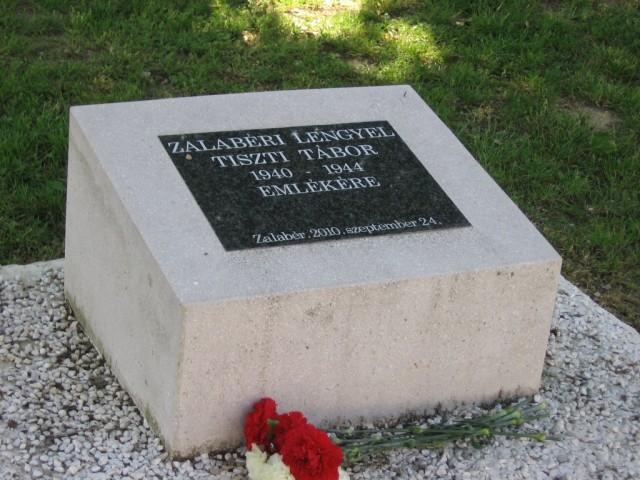 ZALABÉRI LENGYEL
TISZTI TÁBOR
1940 - 1944
EMLÉKÉRE
Zalabér. 2010. szeptember 24.